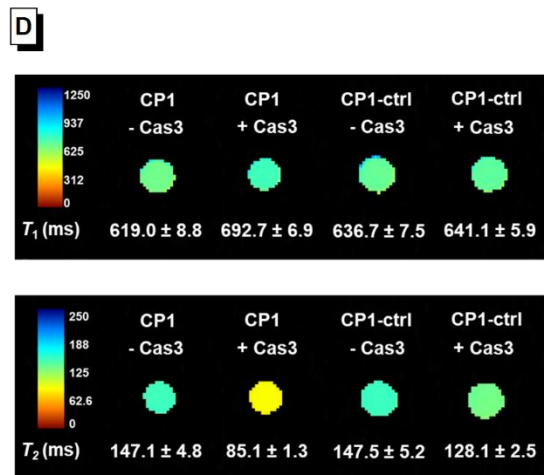 D
CP1 CP1 CP1-ctrl CP1-ctrl
- Cas3 + Cas3 - Cas3 + Cas3
1250
937
625
312
0
T1 (ms) 619.0 ± 8.8 692.7 ± 6.9 636.7 ± 7.5 641.1 ± 5.9
CP1 CP1 CP1-ctrl CP1-ctrl
- Cas3 + Cas3 - Cas3 + Cas3
250
188
125
62.6
0
T2 (ms) 147.1 ± 4.8 85.1 ± 1.3 147.5 ± 5.2 128.1 ± 2.5